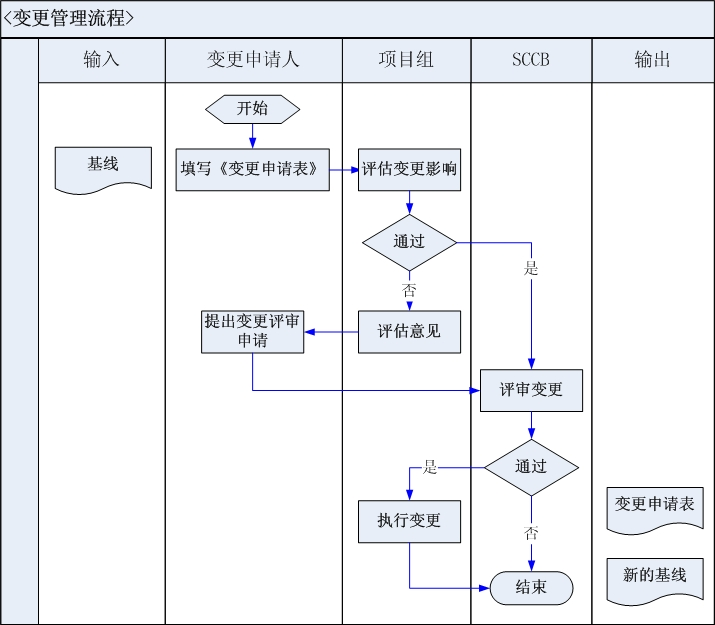 <变更管理流程>
输入
变更申请人
项目组
SCCB
输出
开始
基线
填写《变更申请表》
评估变更影响
通过
是
否
提出变更评审
申请
评估意见
评审变更
通过
是
执行变更
否
变更申请表
新的基线
结束